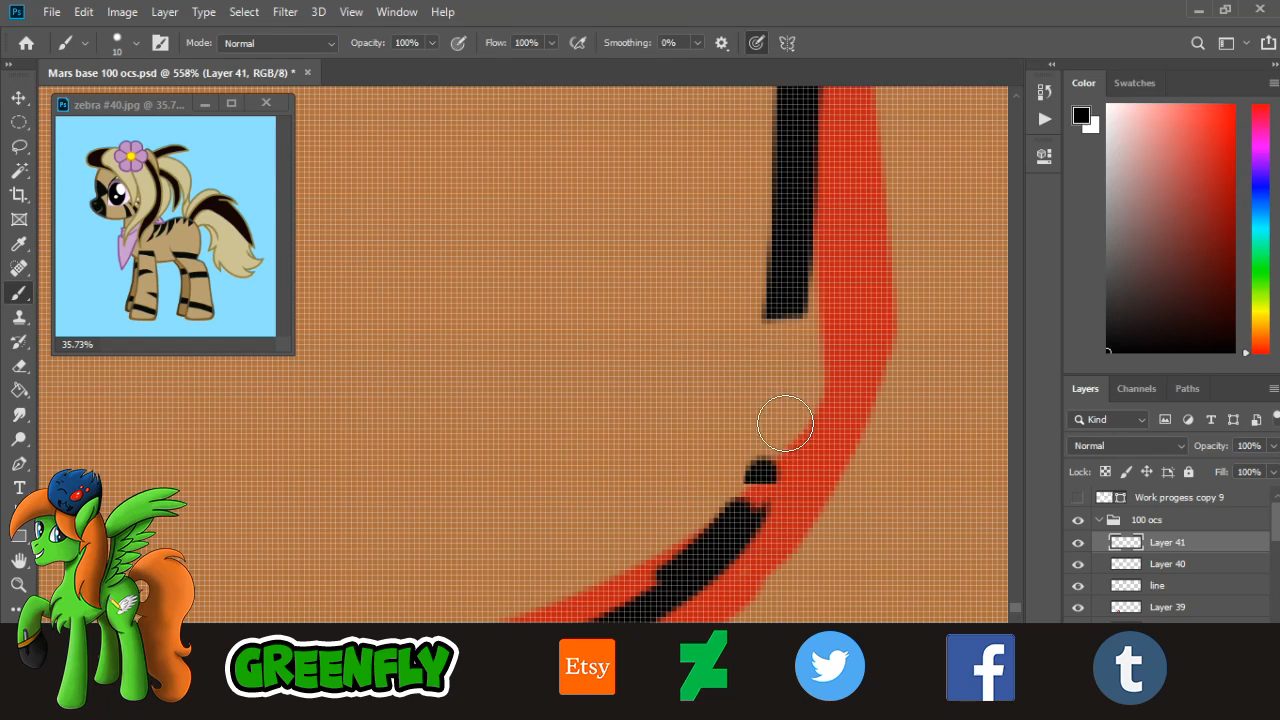 Ps File Edit Image Layer Type Select Filter 3D View Window Help
10 Mode: Normal Opacity: 100% Flow: 100% Smoothing: 0%
Mars base 100 ocs.psd @ 558% (Layer 41, RGB/8) *
Ps zebra #40.jpg @ 35.7...
35.73%
Color Swatches
Layers Channels Paths
Kind
Normal Opacity: 100%
Lock: Fill: 100%
Work progess copy 9
100 ocs
Layer 41
Layer 40
line
Layer 39
GREENFLY Etsy